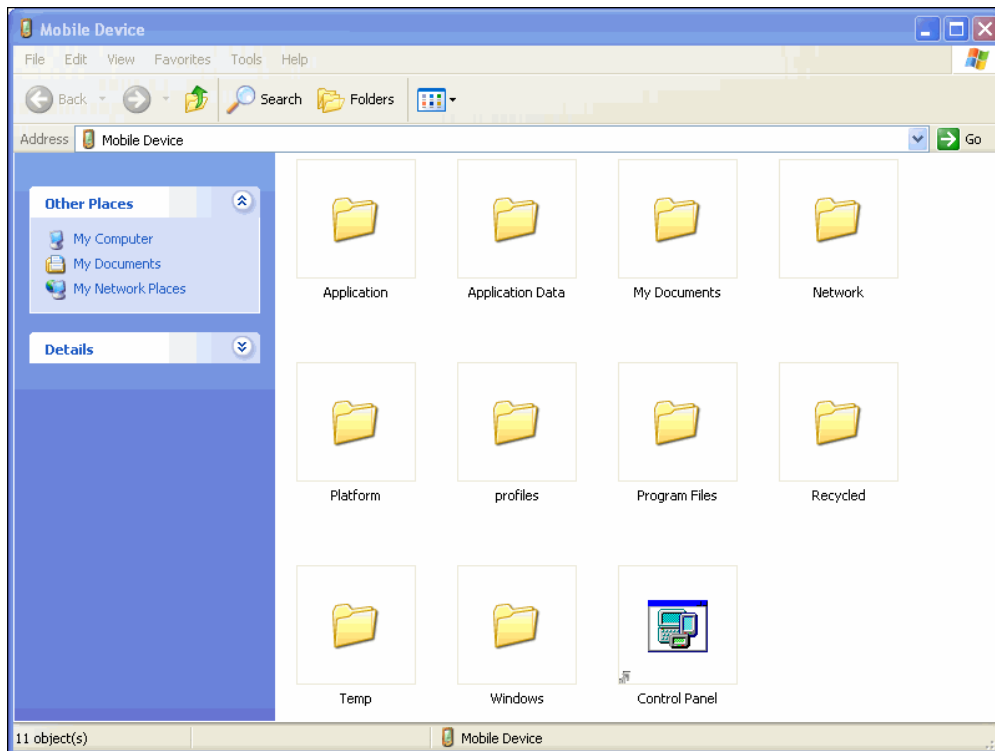 Mobile Device
File Edit View Favorites Tools Help
Back Search Folders
Address Mobile Device Go
Other Places
My Computer
My Documents
My Network Places
Details
Application Application Data My Documents Network
Platform profiles Program Files Recycled
Temp Windows Control Panel
11 object(s) Mobile Device